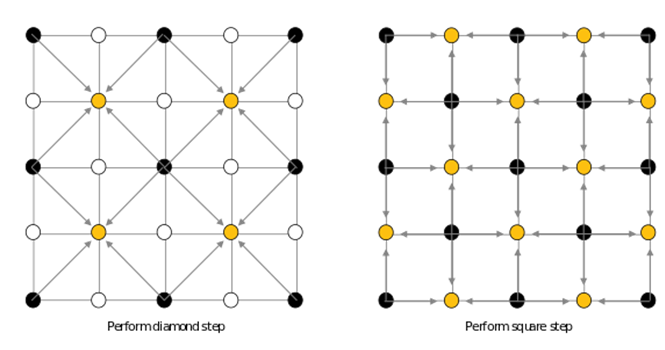 Perform diamond step
Perform square step